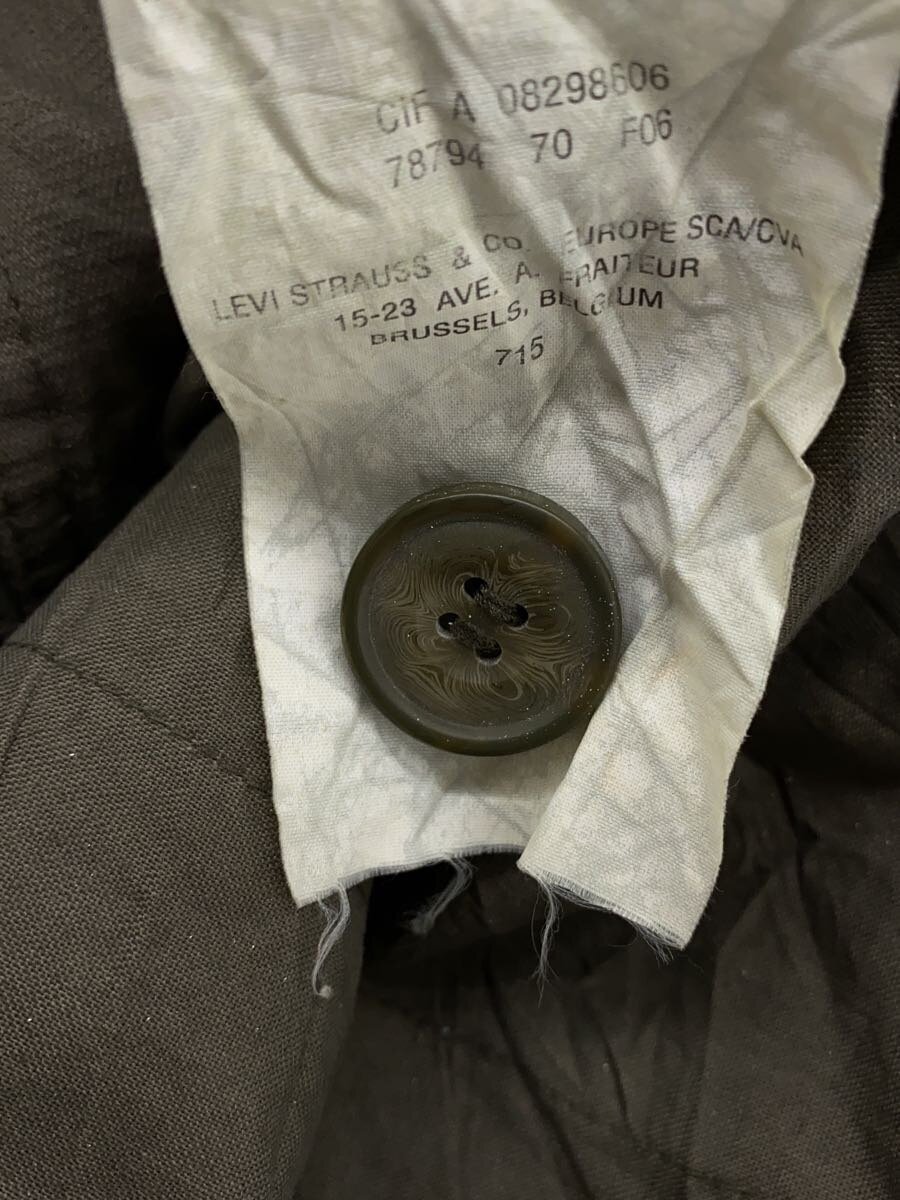 CIF A 08298606
78794 70 F06
LEVI STRAUSS & CO. EUROPE SCA/CVA
15-23 AVE. A. FRAITEUR
BRUSSELS, BELGIUM
715